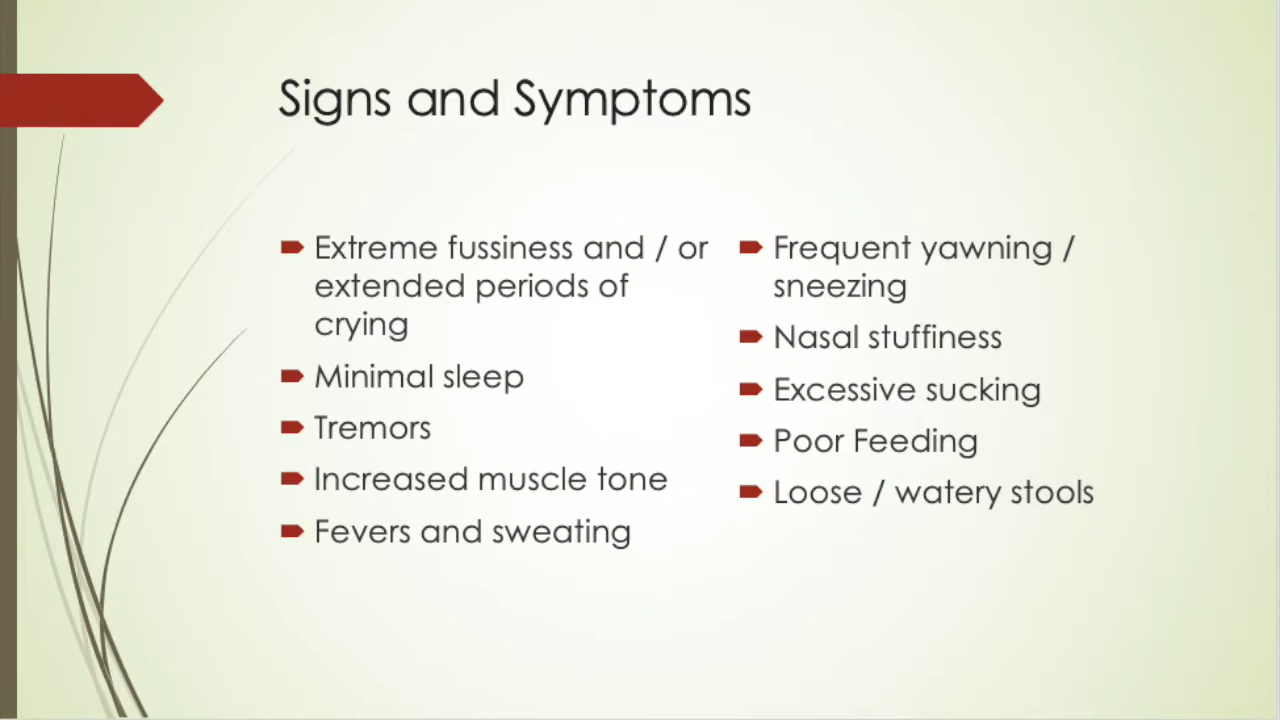 Signs and Symptoms
Extreme fussiness and / or
extended periods of
crying
Minimal sleep
Tremors
Increased muscle tone
Fevers and sweating
Frequent yawning /
sneezing
Nasal stuffiness
Excessive sucking
Poor Feeding
Loose / watery stools